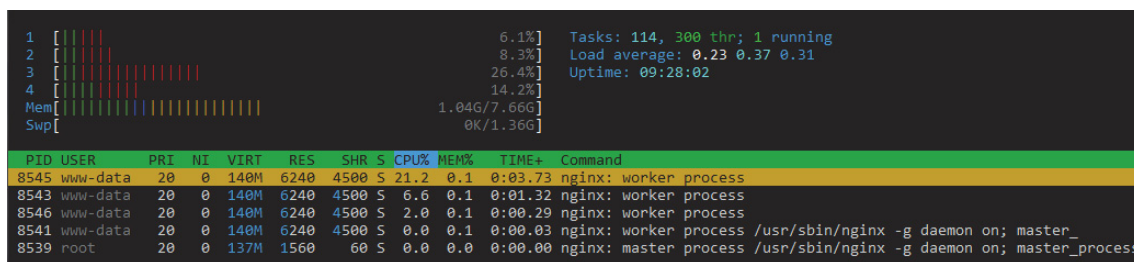 1 [||||| 6.1%] Tasks: 114, 300 thr; 1 running
2 [|||||| 8.3%] Load average: 0.23 0.37 0.31
3 [||||||||||||||||| 26.4%] Uptime: 09:28:02
4 [||||||||| 14.2%]
Mem[||||||||||||||||||||||||| 1.04G/7.66G]
Swp[ 0K/1.36G]
PID USER PRI NI VIRT RES SHR S CPU% MEM% TIME+ Command
8545 www-data 20 0 140M 6240 4500 S 21.2 0.1 0:03.73 nginx: worker process
8543 www-data 20 0 140M 6240 4500 S 6.6 0.1 0:01.32 nginx: worker process
8546 www-data 20 0 140M 6240 4500 S 2.0 0.1 0:00.29 nginx: worker process
8541 www-data 20 0 140M 6240 4500 S 0.0 0.1 0:00.03 nginx: worker process /usr/sbin/nginx -g daemon on; master_
8539 root 20 0 137M 1560 60 S 0.0 0.0 0:00.00 nginx: master process /usr/sbin/nginx -g daemon on; master_process